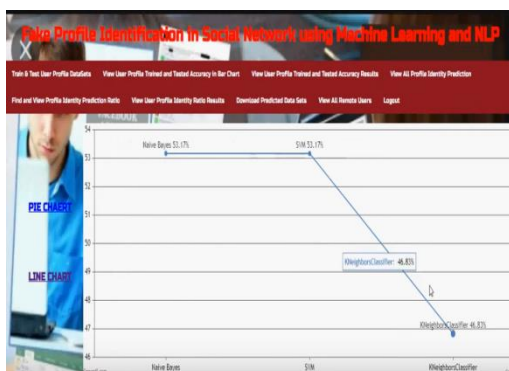 Fake Profile Identification in Social Network using Machine Learning and NLP
Train & Test User Profile DataSets View User Profile Trained and Tested Accuracy in Bar Chart View User Profile Trained and Tested Accuracy Results View All Profile Identity Prediction
Find and View Profile Identity Prediction Ratio View User Profile Identity Ratio Results Download Predicted Data Sets View All Remote Users Logout
FACEBOOK
54
Naive Bayes 53.17% SVM 53.17%
53
52
PIE CHAERT
51
50
KNeighborsClassifier: 46.83%
49
LINE CHART
48
KNeighborsClassifier 46.83%
47
46
Naive Bayes SVM KNeighborsClassifier